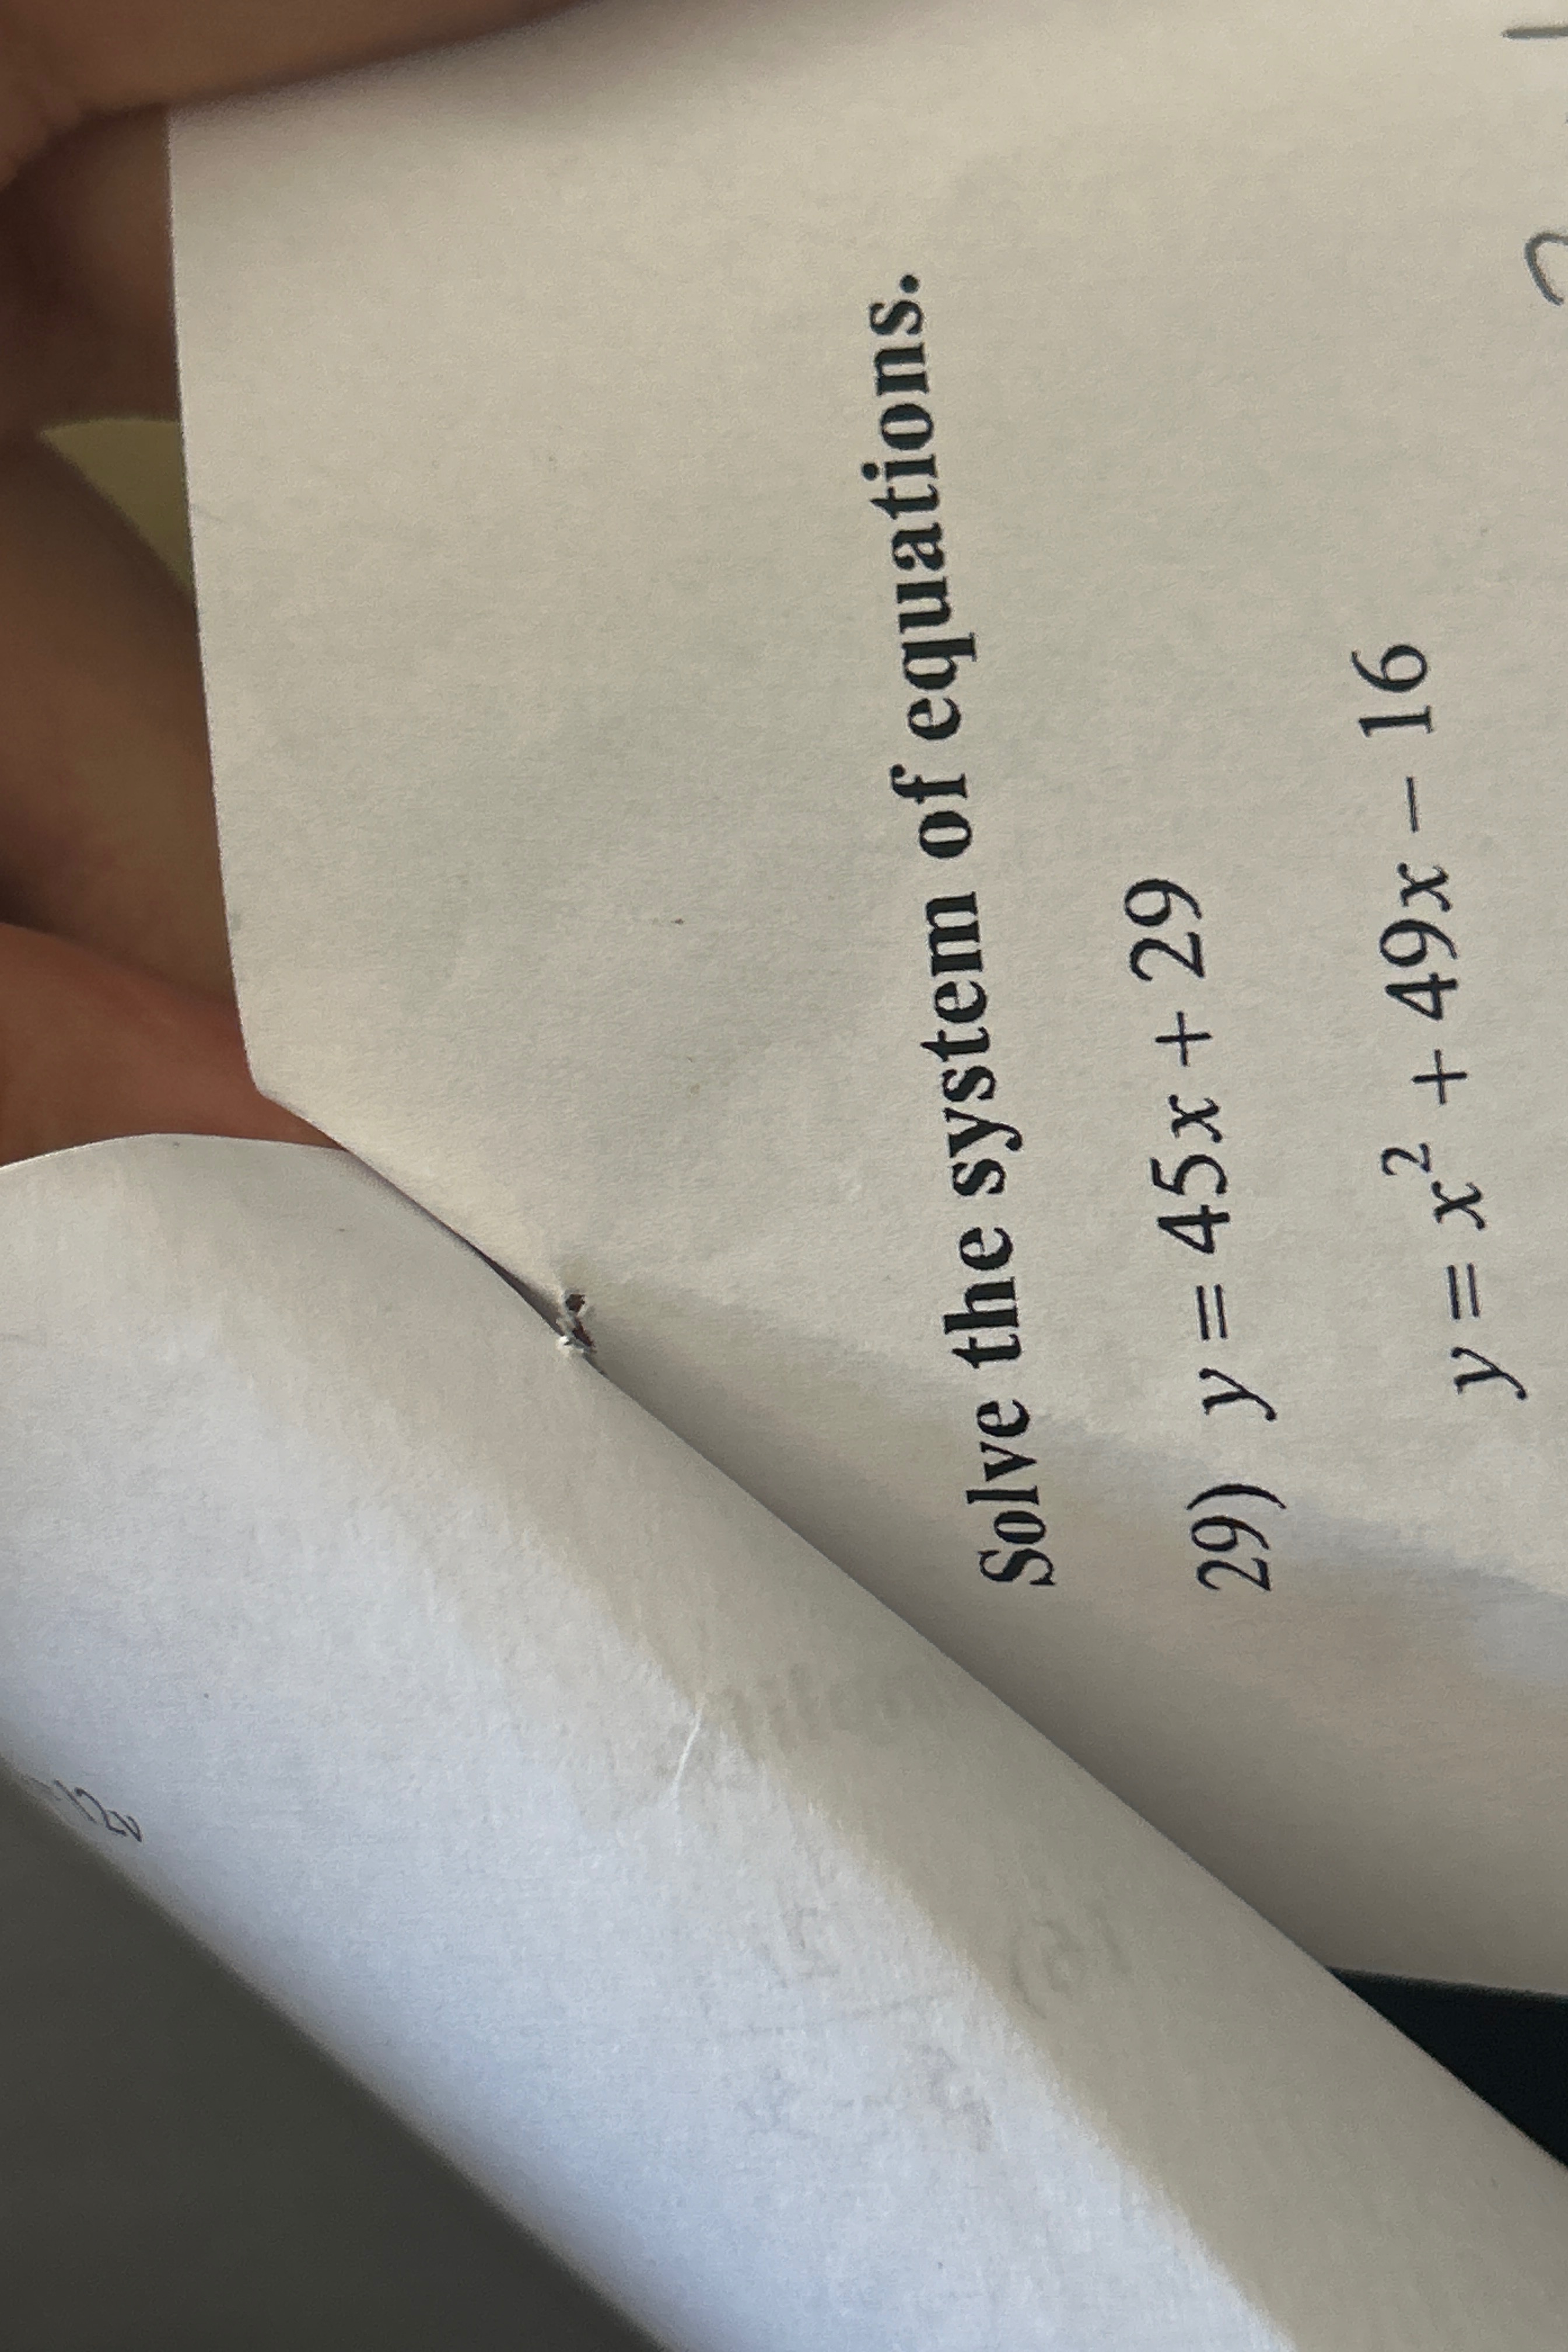 Solve the system of equations.
29) y = 45x + 29
y = x² + 49x − 16